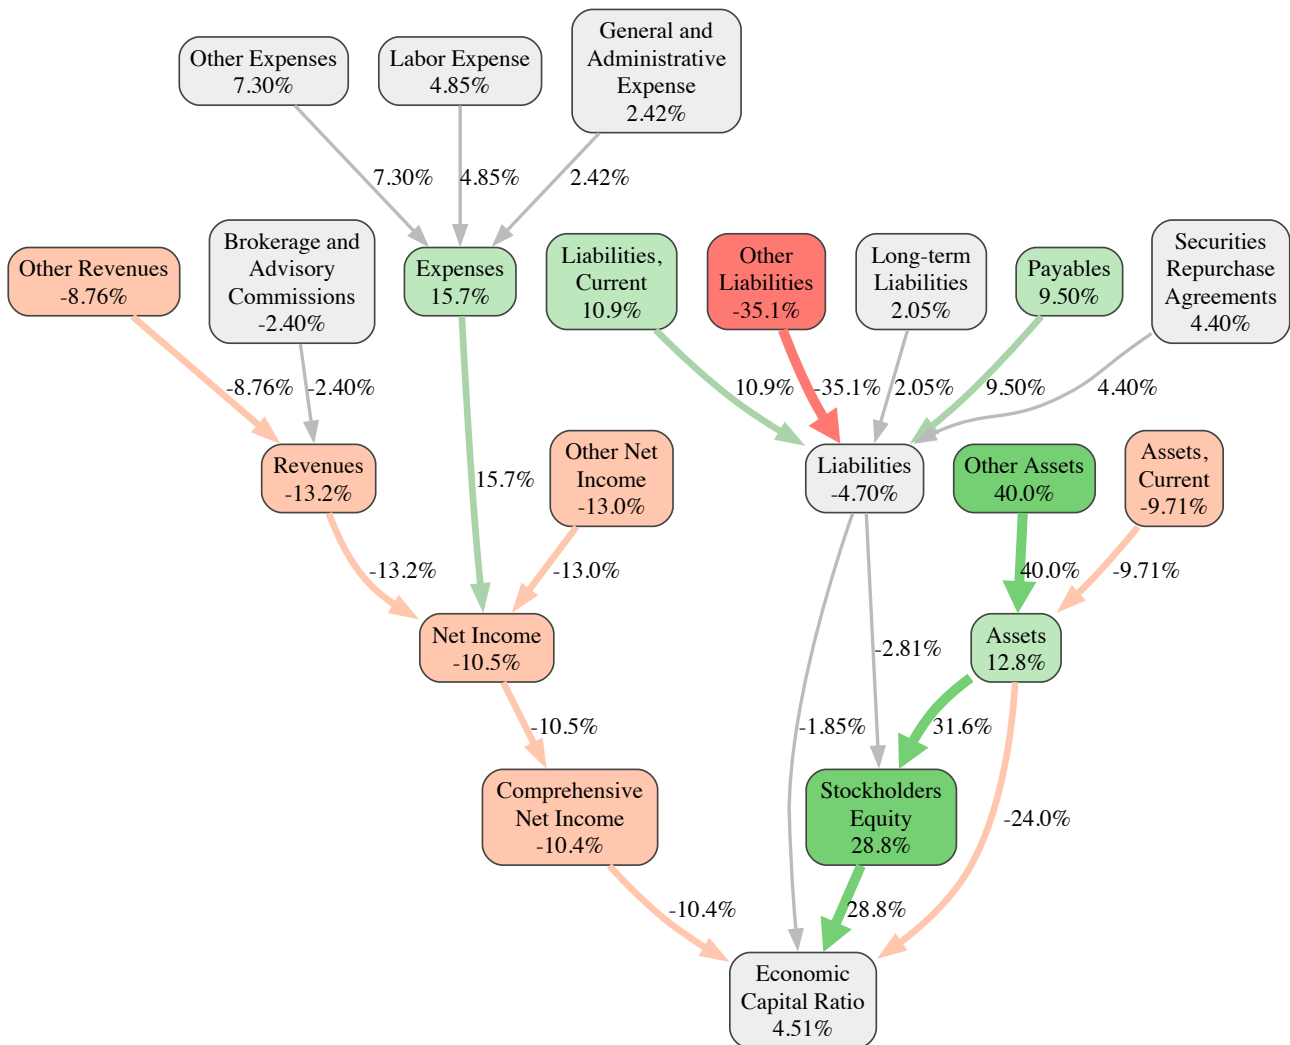 Other Expenses
7.30%
Labor Expense
4.85%
General and
Administrative
Expense
2.42%
7.30%
4.85%
2.42%
Other Revenues
-8.76%
Brokerage and
Advisory
Commissions
-2.40%
Expenses
15.7%
Liabilities,
Current
10.9%
Other
Liabilities
-35.1%
Long-term
Liabilities
2.05%
Payables
9.50%
Securities
Repurchase
Agreements
4.40%
-8.76%
-2.40%
10.9%
-35.1%
2.05%
9.50%
4.40%
Revenues
-13.2%
15.7%
Other Net
Income
-13.0%
Liabilities
-4.70%
Other Assets
40.0%
Assets,
Current
-9.71%
-13.2%
-13.0%
40.0%
-9.71%
Net Income
-10.5%
-2.81%
Assets
12.8%
-10.5%
-1.85%
31.6%
Comprehensive
Net Income
-10.4%
Stockholders
Equity
28.8%
-24.0%
-10.4%
28.8%
Economic
Capital Ratio
4.51%